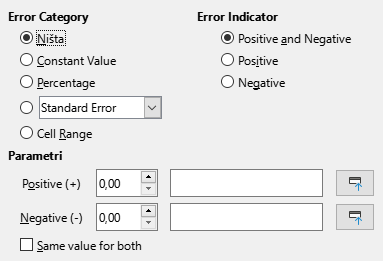 Error Category
Ništa
Constant Value
Percentage
Standard Error
Cell Range
Error Indicator
Positive and Negative
Positive
Negative
Parametri
Positive (+) 0,00
Negative (-) 0,00
Same value for both